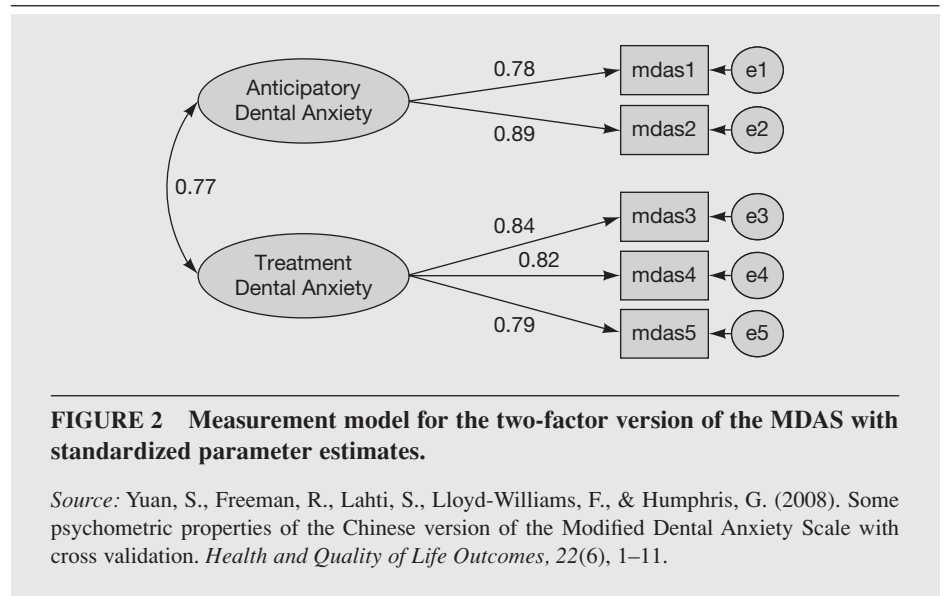 Anticipatory
Dental Anxiety
0.78
mdas1
e1
0.89
mdas2
e2
0.77
Treatment
Dental Anxiety
0.84
mdas3
e3
0.82
mdas4
e4
0.79
mdas5
e5
FIGURE 2 Measurement model for the two-factor version of the MDAS with
standardized parameter estimates.
Source: Yuan, S., Freeman, R., Lahti, S., Lloyd-Williams, F., & Humphris, G. (2008). Some
psychometric properties of the Chinese version of the Modified Dental Anxiety Scale with
cross validation. Health and Quality of Life Outcomes, 22(6), 1–11.